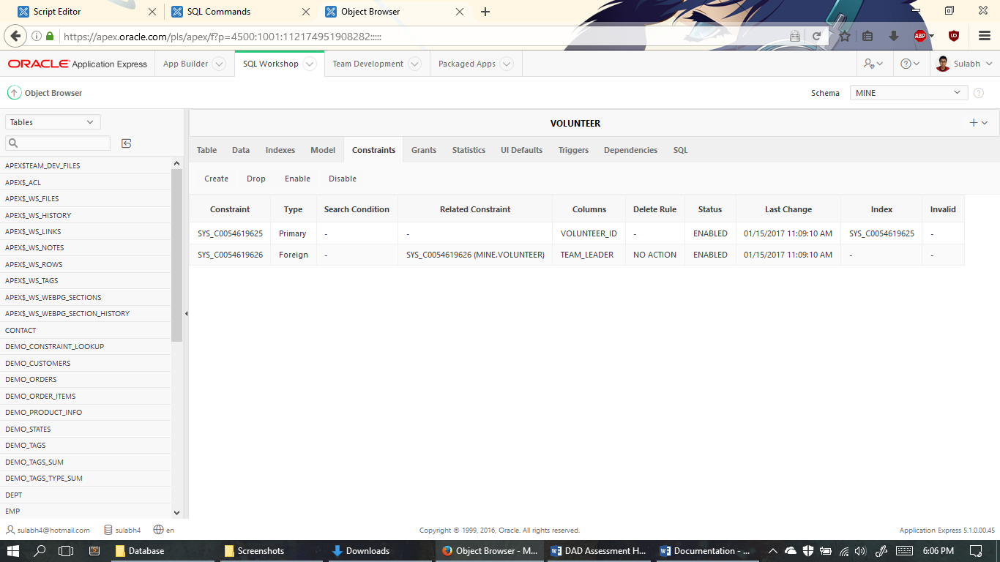 Script Editor
SQL Commands
Object Browser
https://apex.oracle.com/pls/apex/f?p=4500:1001:112174951908282:::::
ABP
ORACLE Application Express
App Builder
SQL Workshop
Team Development
Packaged Apps
Sulabh
Object Browser
Schema
MINE
Tables
VOLUNTEER
Table Data Indexes Model Constraints Grants Statistics UI Defaults Triggers Dependencies SQL
Create Drop Enable Disable
Constraint Type Search Condition Related Constraint Columns Delete Rule Status Last Change Index Invalid
SYS_C0054619625 Primary - - VOLUNTEER_ID - ENABLED 01/15/2017 11:09:10 AM SYS_C0054619625 -
SYS_C0054619626 Foreign - SYS_C0054619626 (MINE.VOLUNTEER) TEAM_LEADER NO ACTION ENABLED 01/15/2017 11:09:10 AM - -
APEX$TEAM_DEV_FILES
APEX$_ACL
APEX$_WS_FILES
APEX$_WS_HISTORY
APEX$_WS_LINKS
APEX$_WS_NOTES
APEX$_WS_ROWS
APEX$_WS_TAGS
APEX$_WS_WEBPG_SECTIONS
APEX$_WS_WEBPG_SECTION_HISTORY
CONTACT
DEMO_CONSTRAINT_LOOKUP
DEMO_CUSTOMERS
DEMO_ORDERS
DEMO_ORDER_ITEMS
DEMO_PRODUCT_INFO
DEMO_STATES
DEMO_TAGS
DEMO_TAGS_SUM
DEMO_TAGS_TYPE_SUM
DEPT
EMP
sulabh4@hotmail.com sulabh4 en
Copyright © 1999, 2016, Oracle. All rights reserved.
Application Express 5.1.0.00.45
Database
Screenshots
Downloads
Object Browser - M...
DAD Assessment H...
Documentation - ...
6:06 PM